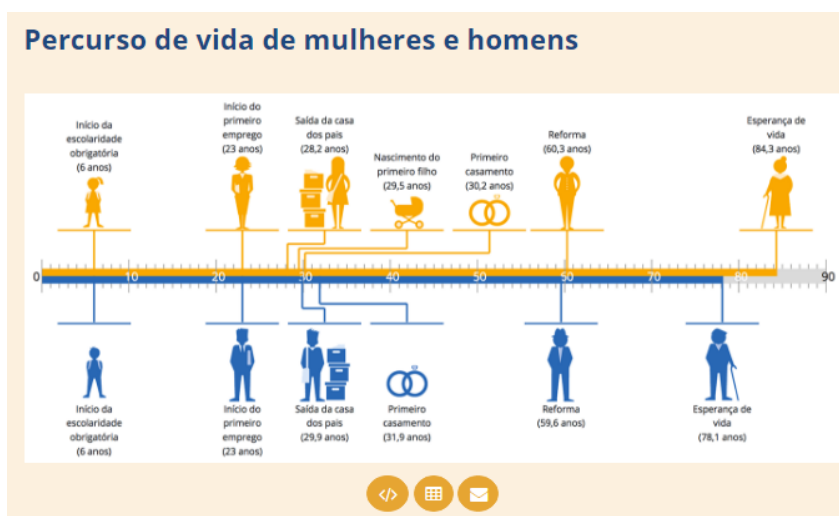 Percurso de vida de mulheres e homens
Início da
escolaridade
obrigatória
(6 anos)
Início do
primeiro
emprego
(23 anos)
Saída da casa
dos pais
(28,2 anos)
Nascimento do
primeiro filho
(29,5 anos)
Primeiro
casamento
(30,2 anos)
Reforma
(60,3 anos)
Esperança de
vida
(84,3 anos)
0 10 20 30 40 50 60 70 80 90
Início da
escolaridade
obrigatória
(6 anos)
Início do
primeiro
emprego
(23 anos)
Saída da casa
dos pais
(29,9 anos)
Primeiro
casamento
(31,9 anos)
Reforma
(59,6 anos)
Esperança de
vida
(78,1 anos)